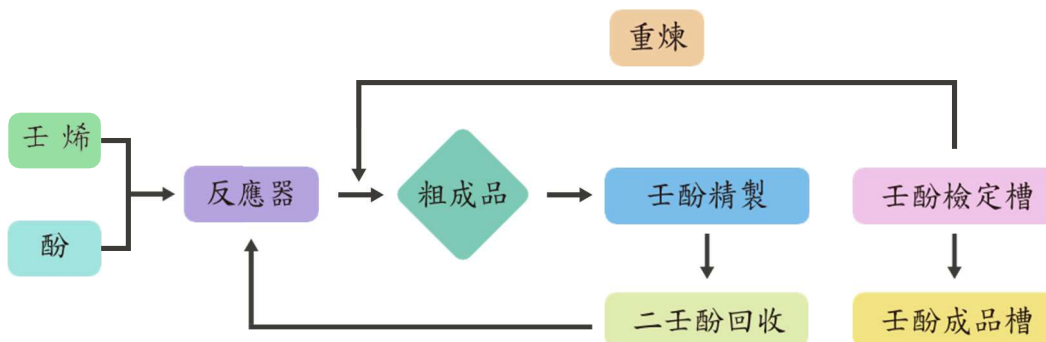 重煉
壬烯
酚
反應器
粗成品
壬酚精製
壬酚檢定槽
二壬酚回收
壬酚成品槽